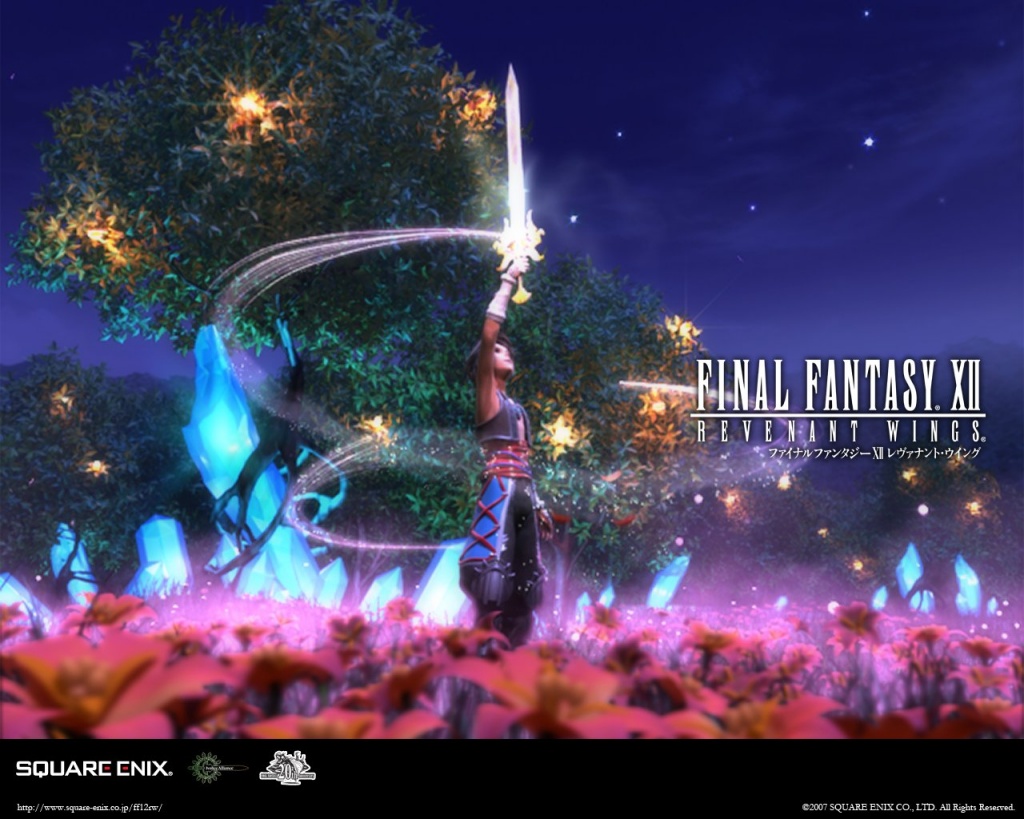 FINAL FANTASY XII
REVENANT WINGS
ファイナルファンタジーXII レヴァナント・ウイング
SQUARE ENIX
20th
http://www.square-enix.co.jp/ff12rw/
©2007 SQUARE ENIX CO., LTD. All Rights Reserved.